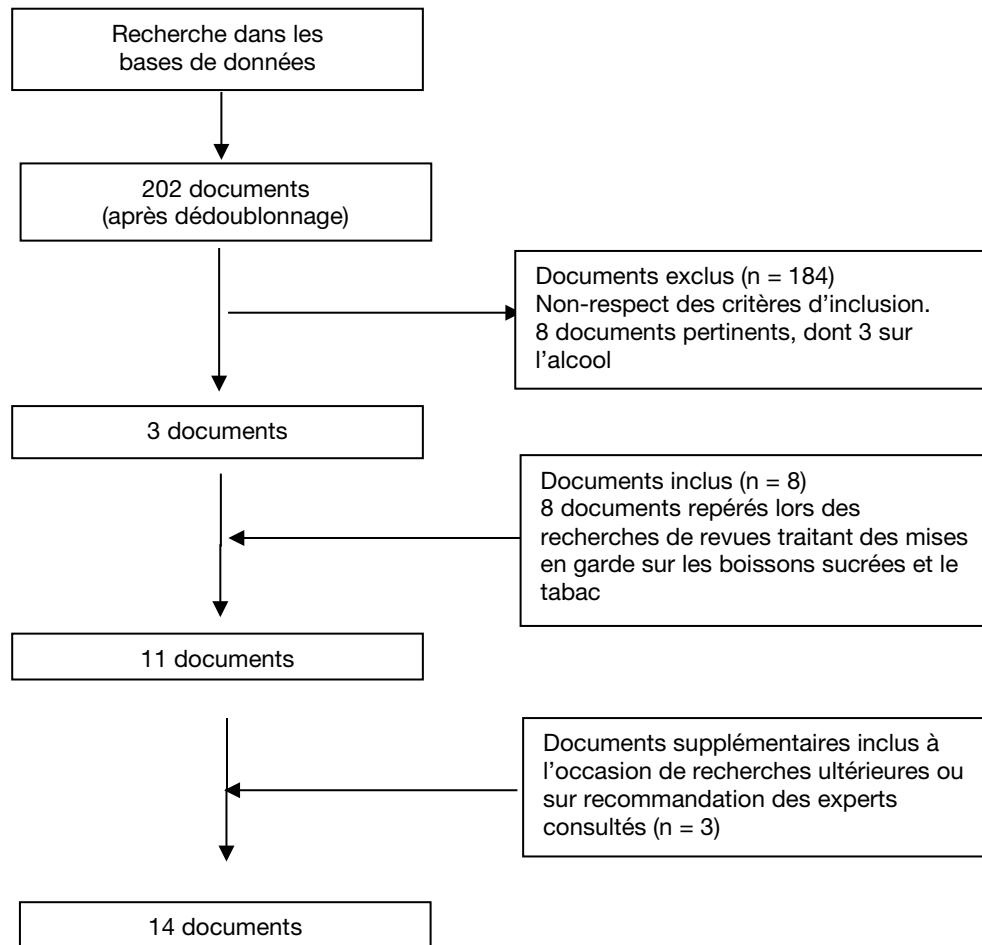 Recherche dans les
bases de données
202 documents
(après dédoublonnage)
Documents exclus (n = 184)
Non-respect des critères d’inclusion.
8 documents pertinents, dont 3 sur
l’alcool
3 documents
Documents inclus (n = 8)
8 documents repérés lors des
recherches de revues traitant des mises
en garde sur les boissons sucrées et le
tabac
11 documents
Documents supplémentaires inclus à
l’occasion de recherches ultérieures ou
sur recommandation des experts
consultés (n = 3)
14 documents